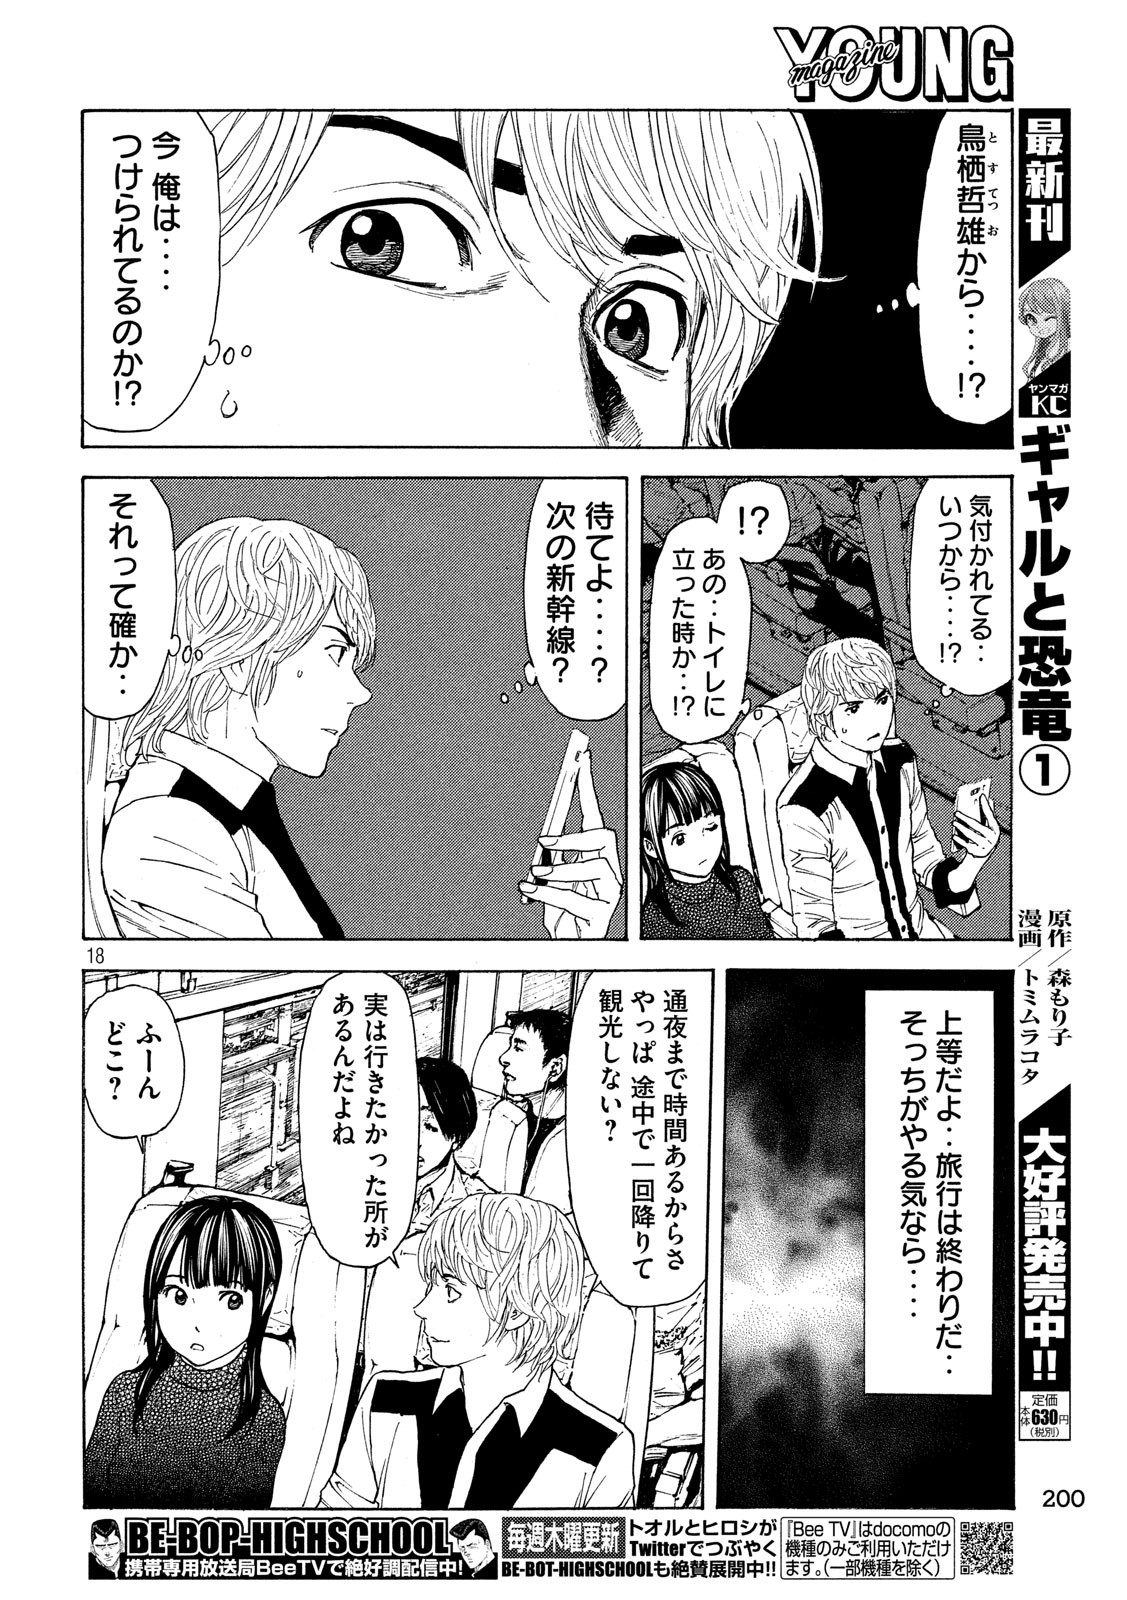 YOUNG
magazine
鳥栖哲雄から‥‥!?
とすてつお
今 俺は‥‥
つけられてるのか!?
気付かれてる‥
いつから‥‥!?
!?
あの‥トイレに
立った時か‥!?
待てよ‥‥?
次の新幹線?
それって確か‥
18
上等だよ‥旅行は終わりだ‥
そっちがやる気なら‥‥
通夜まで時間あるからさ
やっぱ 途中で一回降りて
観光しない?
実は行きたかった所が
あるんだよね
ふーん
どこ?
最新刊
ヤンマガ
KC
ギャルと恐竜①
原作/森もり子
漫画/トミムラコタ
大好評発売中!!
定価
本体630円
(税別)
200
BE-BOP-HIGHSCHOOL
携帯専用放送局BeeTVで絶好調配信中!
毎週木曜更新
トオルとヒロシが
Twitterでつぶやく
BE-BOT-HIGHSCHOOLも絶賛展開中!!
『Bee TV』はdocomoの
機種のみご利用いただけ
ます。(一部機種を除く)